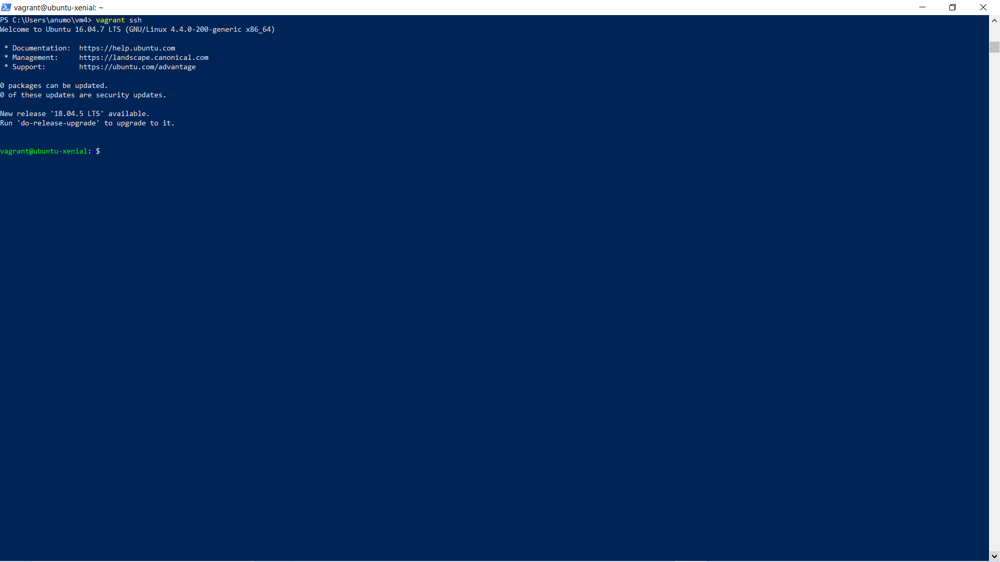 vagrant@ubuntu-xenial: ~
PS C:\Users\anumo\vm4> vagrant ssh
Welcome to Ubuntu 16.04.7 LTS (GNU/Linux 4.4.0-200-generic x86_64)
* Documentation:  https://help.ubuntu.com
* Management:     https://landscape.canonical.com
* Support:        https://ubuntu.com/advantage
0 packages can be updated.
0 of these updates are security updates.
New release '18.04.5 LTS' available.
Run 'do-release-upgrade' to upgrade to it.
vagrant@ubuntu-xenial: $